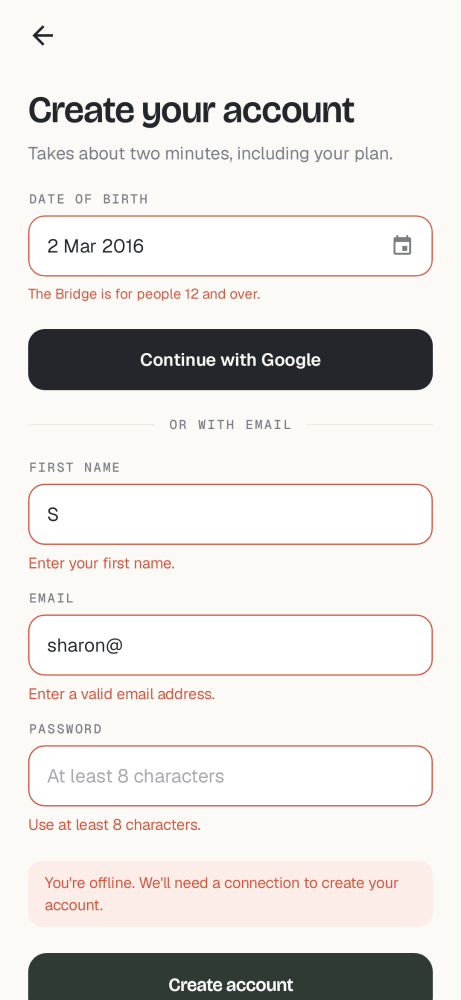 Create your account
Takes about two minutes, including your plan.
DATE OF BIRTH
2 Mar 2016
The Bridge is for people 12 and over.
Continue with Google
OR WITH EMAIL
FIRST NAME
S
Enter your first name.
EMAIL
sharon@
Enter a valid email address.
PASSWORD
At least 8 characters
Use at least 8 characters.
You're offline. We'll need a connection to create your
account.
Create account